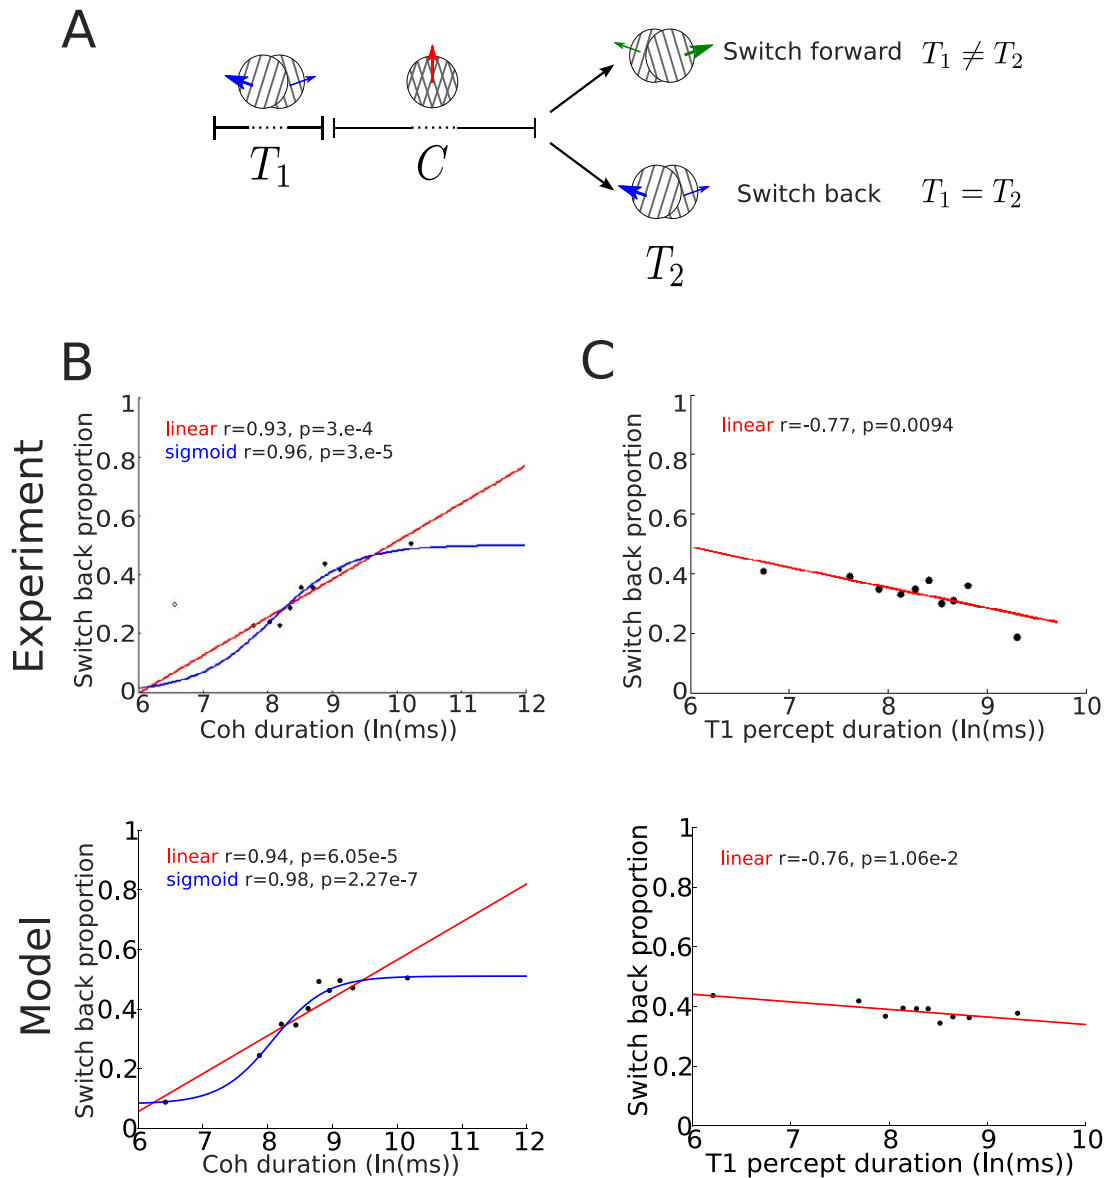 A
T₁
C
Switch forward T₁ ≠ T₂
Switch back T₁ = T₂
T₂
Experiment
B
Switch back proportion
1
0.8
0.6
0.4
0.2
0
linear r=0.93, p=3.e-4
sigmoid r=0.96, p=3.e-5
6 7 8 9 10 11 12
Coh duration (ln(ms))
C
Switch back proportion
1
0.8
0.6
0.4
0.2
0
linear r=-0.77, p=0.0094
6 7 8 9 10
T1 percept duration (ln(ms))
Model
Switch back proportion
1
0.8
0.6
0.4
0.2
0
linear r=0.94, p=6.05e-5
sigmoid r=0.98, p=2.27e-7
6 7 8 9 10 11 12
Coh duration (ln(ms))
Switch back proportion
1
0.8
0.6
0.4
0.2
0
linear r=-0.76, p=1.06e-2
6 7 8 9 10
T1 percept duration (ln(ms))